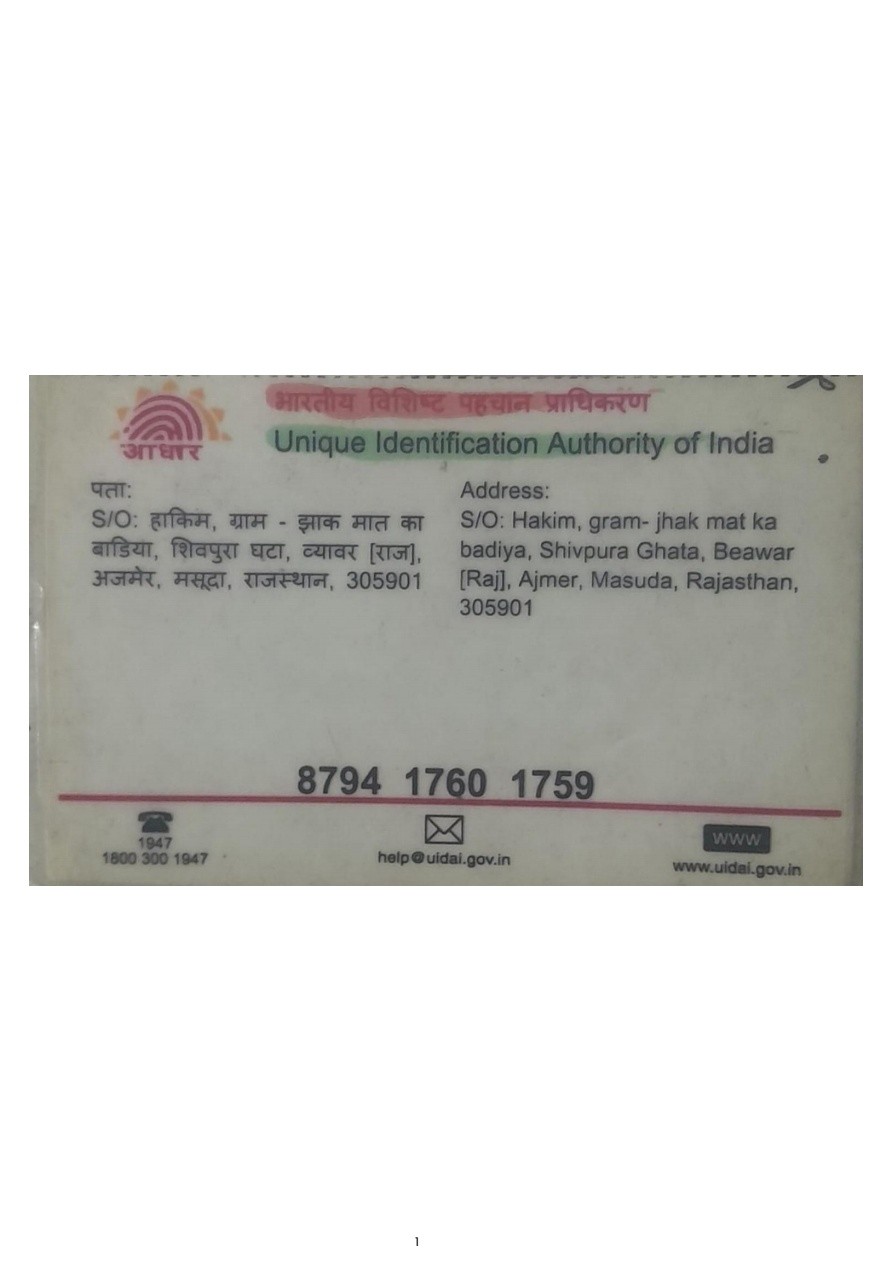 भारतीय विशिष्ट पहचान प्राधिकरण
Unique Identification Authority of India
आधार
पता:
S/O: हाकिम, ग्राम - झाक मात का
बाडिया, शिवपुरा घटा, व्यावर [राज],
अजमेर, मसूदा, राजस्थान, 305901
Address:
S/O: Hakim, gram- jhak mat ka
badiya, Shivpura Ghata, Beawar
[Raj], Ajmer, Masuda, Rajasthan,
305901
8794 1760 1759
1947
1800 300 1947
help@uidai.gov.in
www
www.uidai.gov.in
1